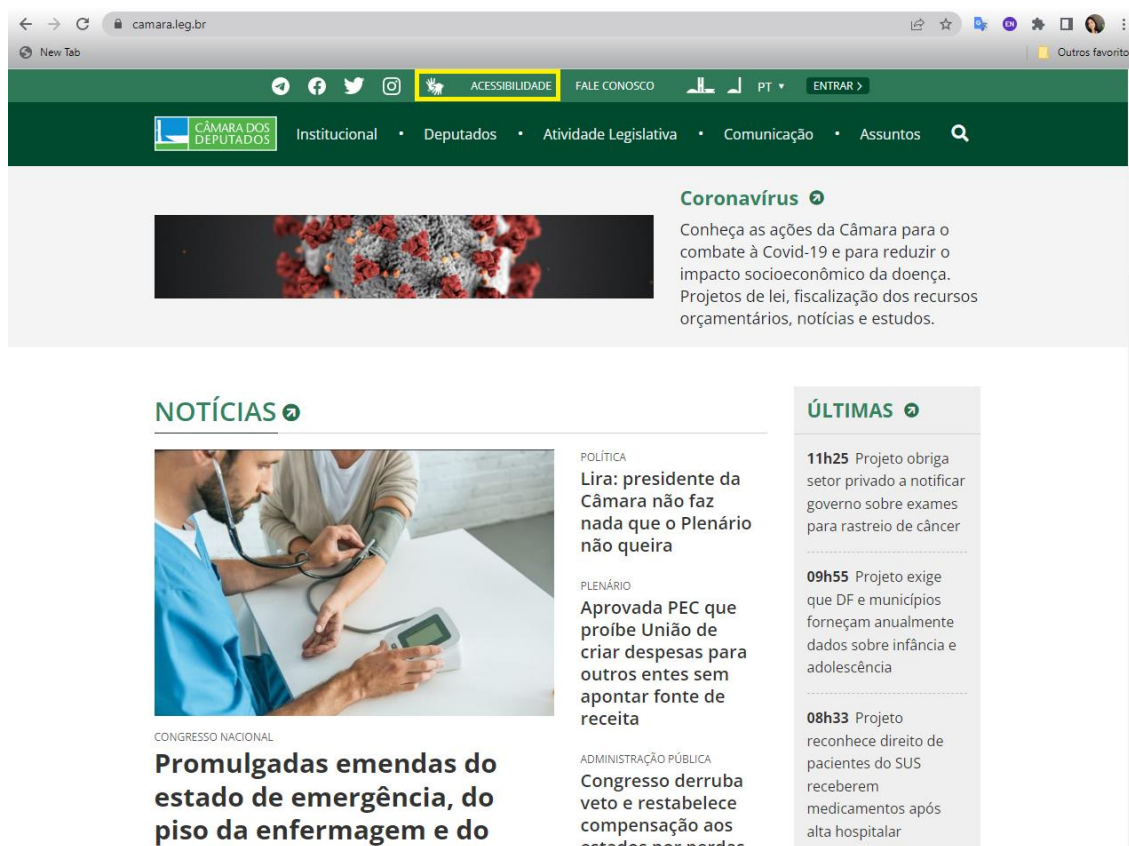 camara.leg.br
EN
New Tab
Outros favorito
ACESSIBILIDADE
FALE CONOSCO
PT
ENTRAR >
CÂMARA DOS
DEPUTADOS
Institucional • Deputados • Atividade Legislativa • Comunicação • Assuntos
Coronavírus
Conheça as ações da Câmara para o
combate à Covid-19 e para reduzir o
impacto socioeconômico da doença.
Projetos de lei, fiscalização dos recursos
orçamentários, notícias e estudos.
NOTÍCIAS
CONGRESSO NACIONAL
Promulgadas emendas do
estado de emergência, do
piso da enfermagem e do
POLÍTICA
Lira: presidente da
Câmara não faz
nada que o Plenário
não queira
PLENÁRIO
Aprovada PEC que
proíbe União de
criar despesas para
outros entes sem
apontar fonte de
receita
ADMINISTRAÇÃO PÚBLICA
Congresso derruba
veto e restabelece
compensação aos
estados por perdas
ÚLTIMAS
11h25 Projeto obriga
setor privado a notificar
governo sobre exames
para rastreio de câncer
09h55 Projeto exige
que DF e municípios
forneçam anualmente
dados sobre infância e
adolescência
08h33 Projeto
reconhece direito de
pacientes do SUS
receberem
medicamentos após
alta hospitalar